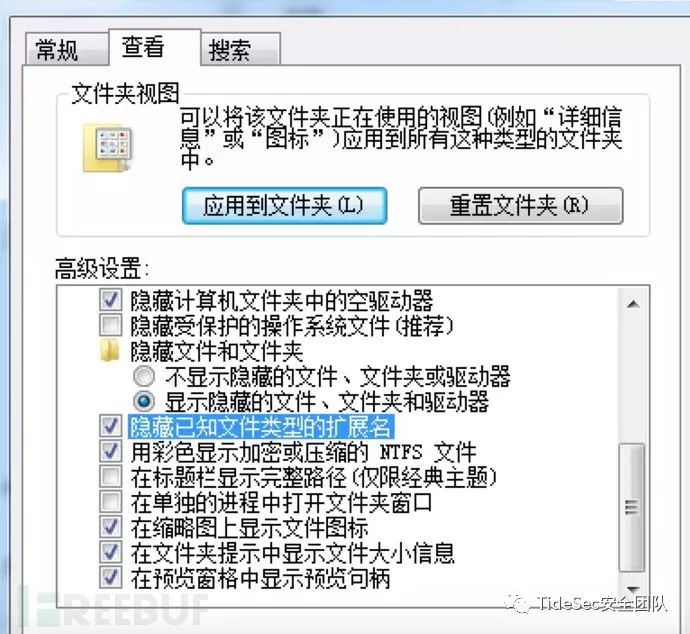 常规
查看
搜索
文件夹视图
可以将该文件夹正在使用的视图(例如“详细信
息”或“图标”)应用到所有这种类型的文件夹
中。
应用到文件夹(L)
重置文件夹(R)
高级设置:
隐藏计算机文件夹中的空驱动器
隐藏受保护的操作系统文件(推荐)
隐藏文件和文件夹
不显示隐藏的文件、文件夹或驱动器
显示隐藏的文件、文件夹和驱动器
隐藏已知文件类型的扩展名
用彩色显示加密或压缩的 NTFS 文件
在标题栏显示完整路径(仅限经典主题)
在单独的进程中打开文件夹窗口
在缩略图上显示文件图标
在文件夹提示中显示文件大小信息
在预览窗格中显示预览句柄
FREEBUF
TideSec安全团队